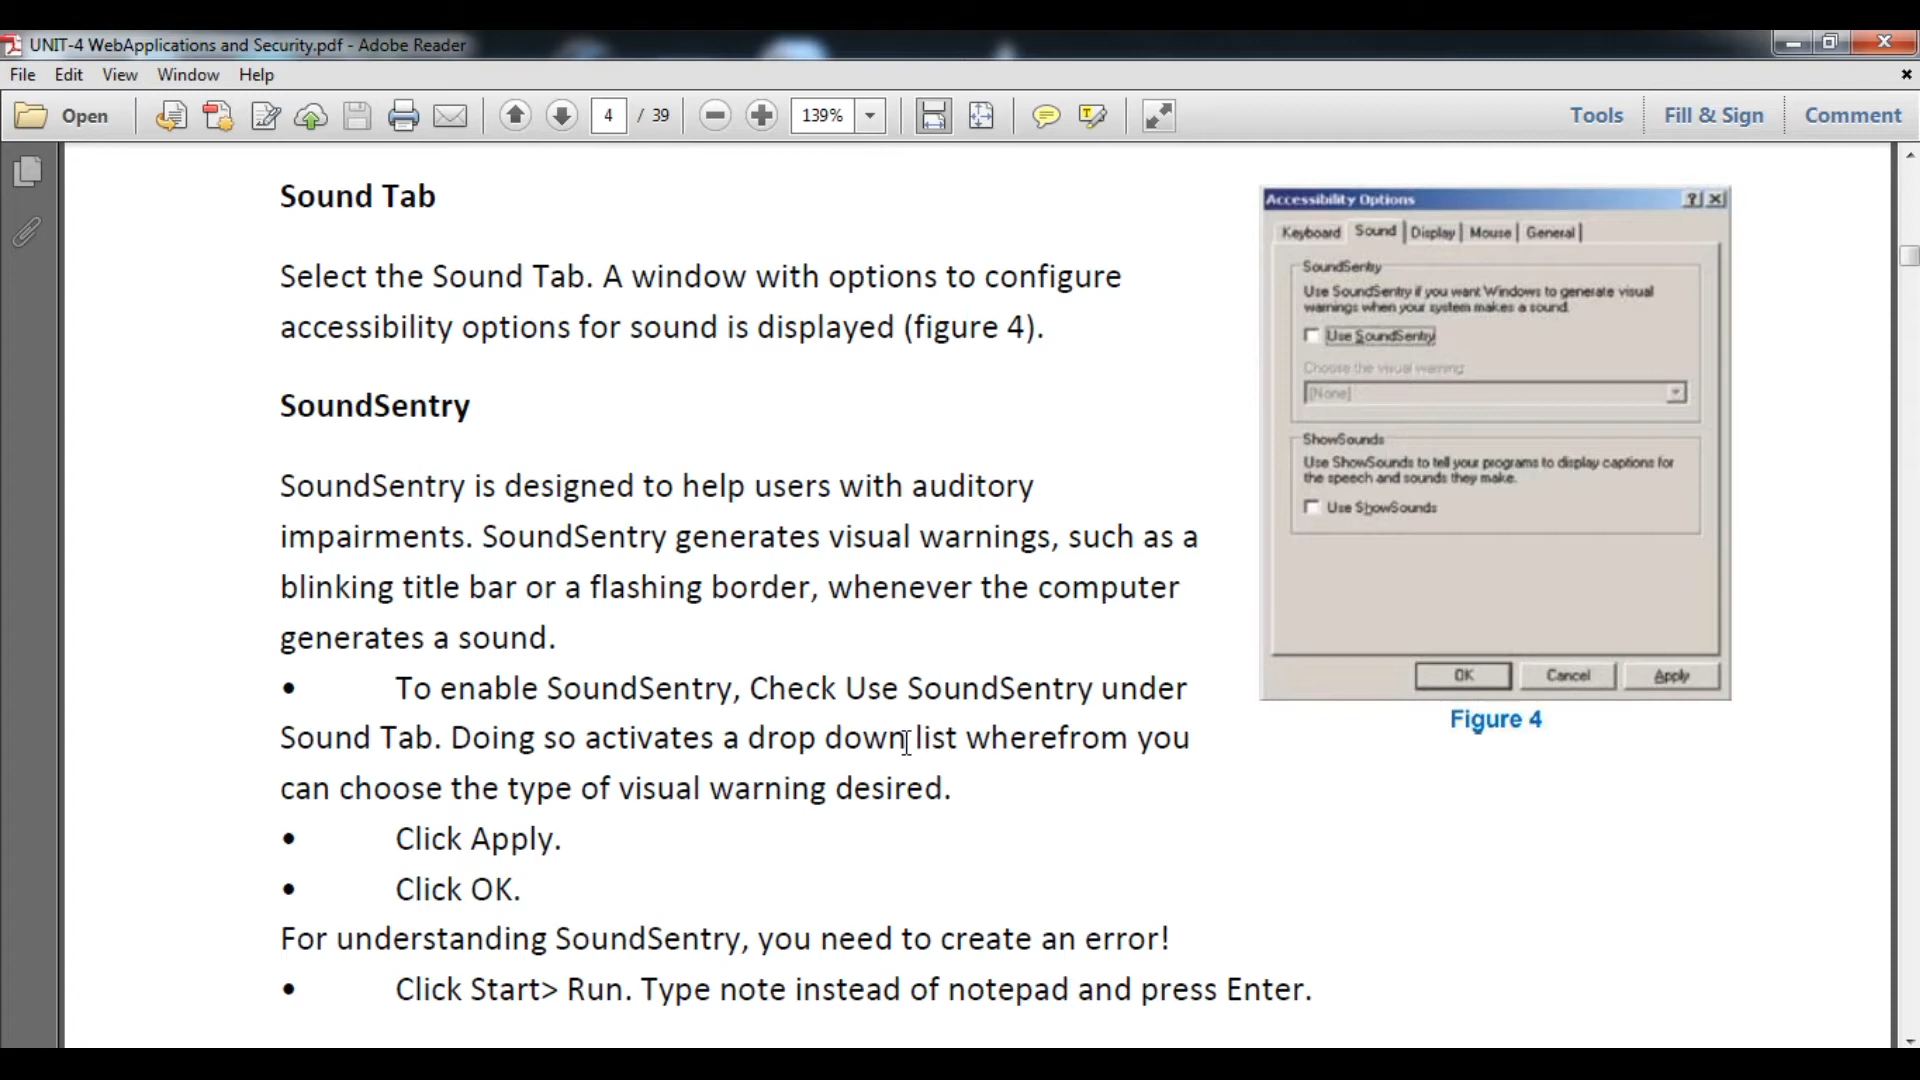 UNIT-4 WebApplications and Security.pdf - Adobe Reader
File Edit View Window Help
Open 4 / 39 139% Tools Fill & Sign Comment
Sound Tab
Select the Sound Tab. A window with options to configure
accessibility options for sound is displayed (figure 4).
SoundSentry
SoundSentry is designed to help users with auditory
impairments. SoundSentry generates visual warnings, such as a
blinking title bar or a flashing border, whenever the computer
generates a sound.
• To enable SoundSentry, Check Use SoundSentry under
Sound Tab. Doing so activates a drop down list wherefrom you
can choose the type of visual warning desired.
• Click Apply.
• Click OK.
For understanding SoundSentry, you need to create an error!
• Click Start> Run. Type note instead of notepad and press Enter.
Accessibility Options
Keyboard Sound Display Mouse General
SoundSentry
Use SoundSentry if you want Windows to generate visual
warnings when your system makes a sound.
Use SoundSentry
Choose the visual warning:
[None]
ShowSounds
Use ShowSounds to tell your programs to display captions for
the speech and sounds they make.
Use ShowSounds
OK Cancel Apply
Figure 4